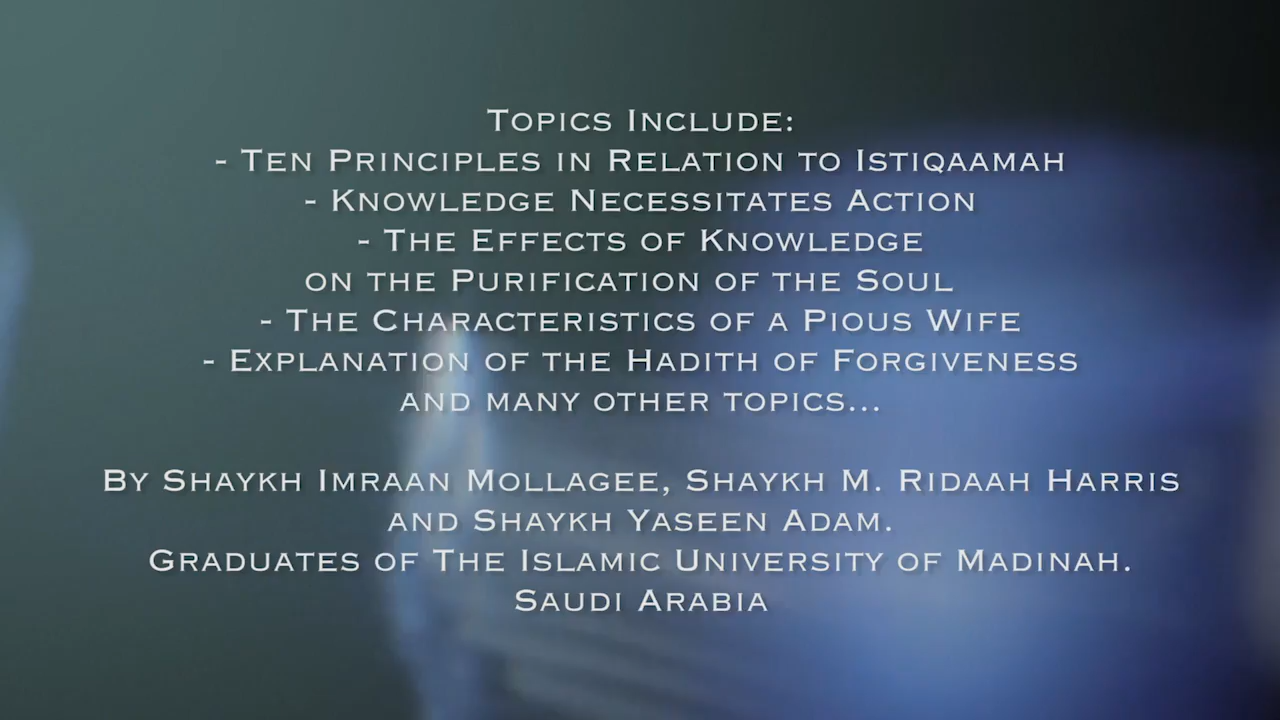 Topics Include:
- Ten Principles in Relation to Istiqaamah
- Knowledge Necessitates Action
- The Effects of Knowledge
on the Purification of the Soul
- The Characteristics of a Pious Wife
- Explanation of the Hadith of Forgiveness
and many other topics...
By Shaykh Imraan Mollagee, Shaykh M. Ridaah Harris
and Shaykh Yaseen Adam.
Graduates of The Islamic University of Madinah.
Saudi Arabia